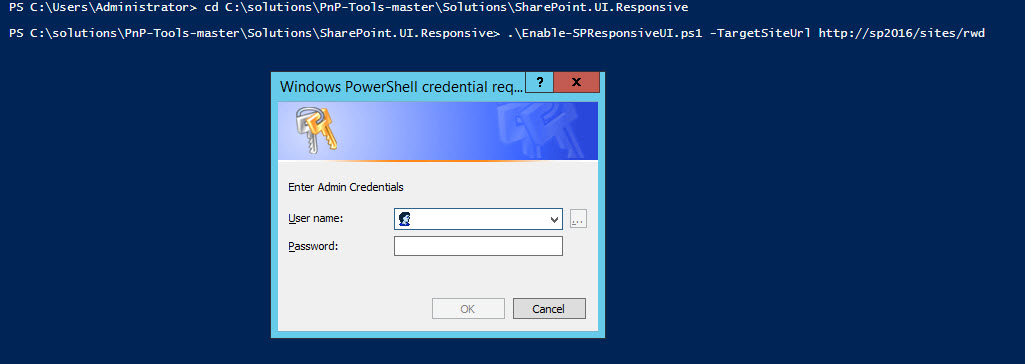 PS C:\Users\Administrator> cd C:\solutions\PnP-Tools-master\Solutions\SharePoint.UI.Responsive
PS C:\solutions\PnP-Tools-master\Solutions\SharePoint.UI.Responsive> .\Enable-SPResponsiveUI.ps1 -TargetSiteUrl http://sp2016/sites/rwd
Windows PowerShell credential req...
?
X
Enter Admin Credentials
User name:
...
Password:
OK
Cancel